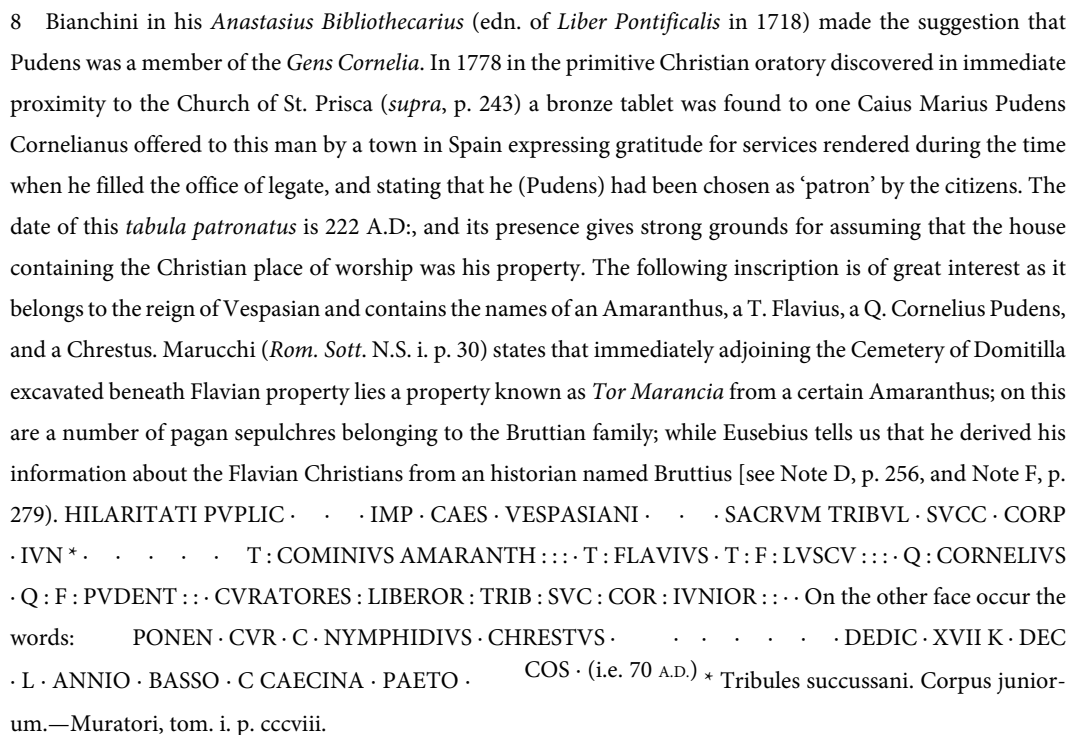 8 Bianchini in his Anastasius Bibliothecarius (edn. of Liber Pontificalis in 1718) made the suggestion that
Pudens was a member of the Gens Cornelia. In 1778 in the primitive Christian oratory discovered in immediate
proximity to the Church of St. Prisca (supra, p. 243) a bronze tablet was found to one Caius Marius Pudens
Cornelianus offered to this man by a town in Spain expressing gratitude for services rendered during the time
when he filled the office of legate, and stating that he (Pudens) had been chosen as ‘patron’ by the citizens. The
date of this tabula patronatus is 222 A.D:, and its presence gives strong grounds for assuming that the house
containing the Christian place of worship was his property. The following inscription is of great interest as it
belongs to the reign of Vespasian and contains the names of an Amaranthus, a T. Flavius, a Q. Cornelius Pudens,
and a Chrestus. Marucchi (Rom. Sott. N.S. i. p. 30) states that immediately adjoining the Cemetery of Domitilla
excavated beneath Flavian property lies a property known as Tor Marancia from a certain Amaranthus; on this
are a number of pagan sepulchres belonging to the Bruttian family; while Eusebius tells us that he derived his
information about the Flavian Christians from an historian named Bruttius [see Note D, p. 256, and Note F, p.
279). HILARITATI PVPLIC · · · IMP · CAES · VESPASIANI · · · SACRVM TRIBVL · SVCC · CORP
· IVN * · · · · · T : COMINIVS AMARANTH : : : · T : FLAVIVS · T : F : LVSCV : : : · Q : CORNELIVS
· Q : F : PVDENT : : · CVRATORES : LIBEROR : TRIB : SVC : COR : IVNIOR : : · · On the other face occur the
words: PONEN · CVR · C · NYMPHIDIVS · CHRESTVS · · · · · · · DEDIC · XVII K · DEC
· L · ANNIO · BASSO · C CAECINA · PAETO · COS · (i.e. 70 A.D.) * Tribules succussani. Corpus junior-
um.—Muratori, tom. i. p. cccviii.